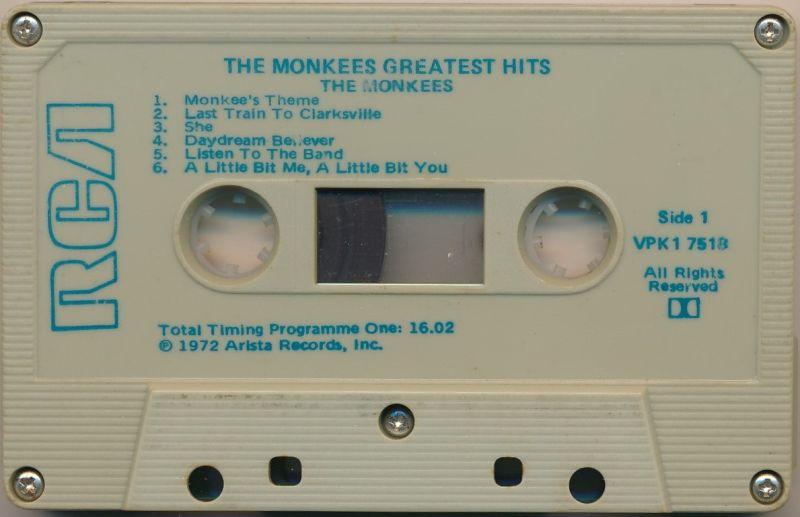 THE MONKEES GREATEST HITS
THE MONKEES
1. Monkee's Theme
2. Last Train To Clarksville
3. She
4. Daydream Believer
5. Listen To The Band
6. A Little Bit Me, A Little Bit You
RCA
Side 1
VPK1 7518
All Rights
Reserved
Total Timing Programme One: 16.02
℗ 1972 Arista Records, Inc.